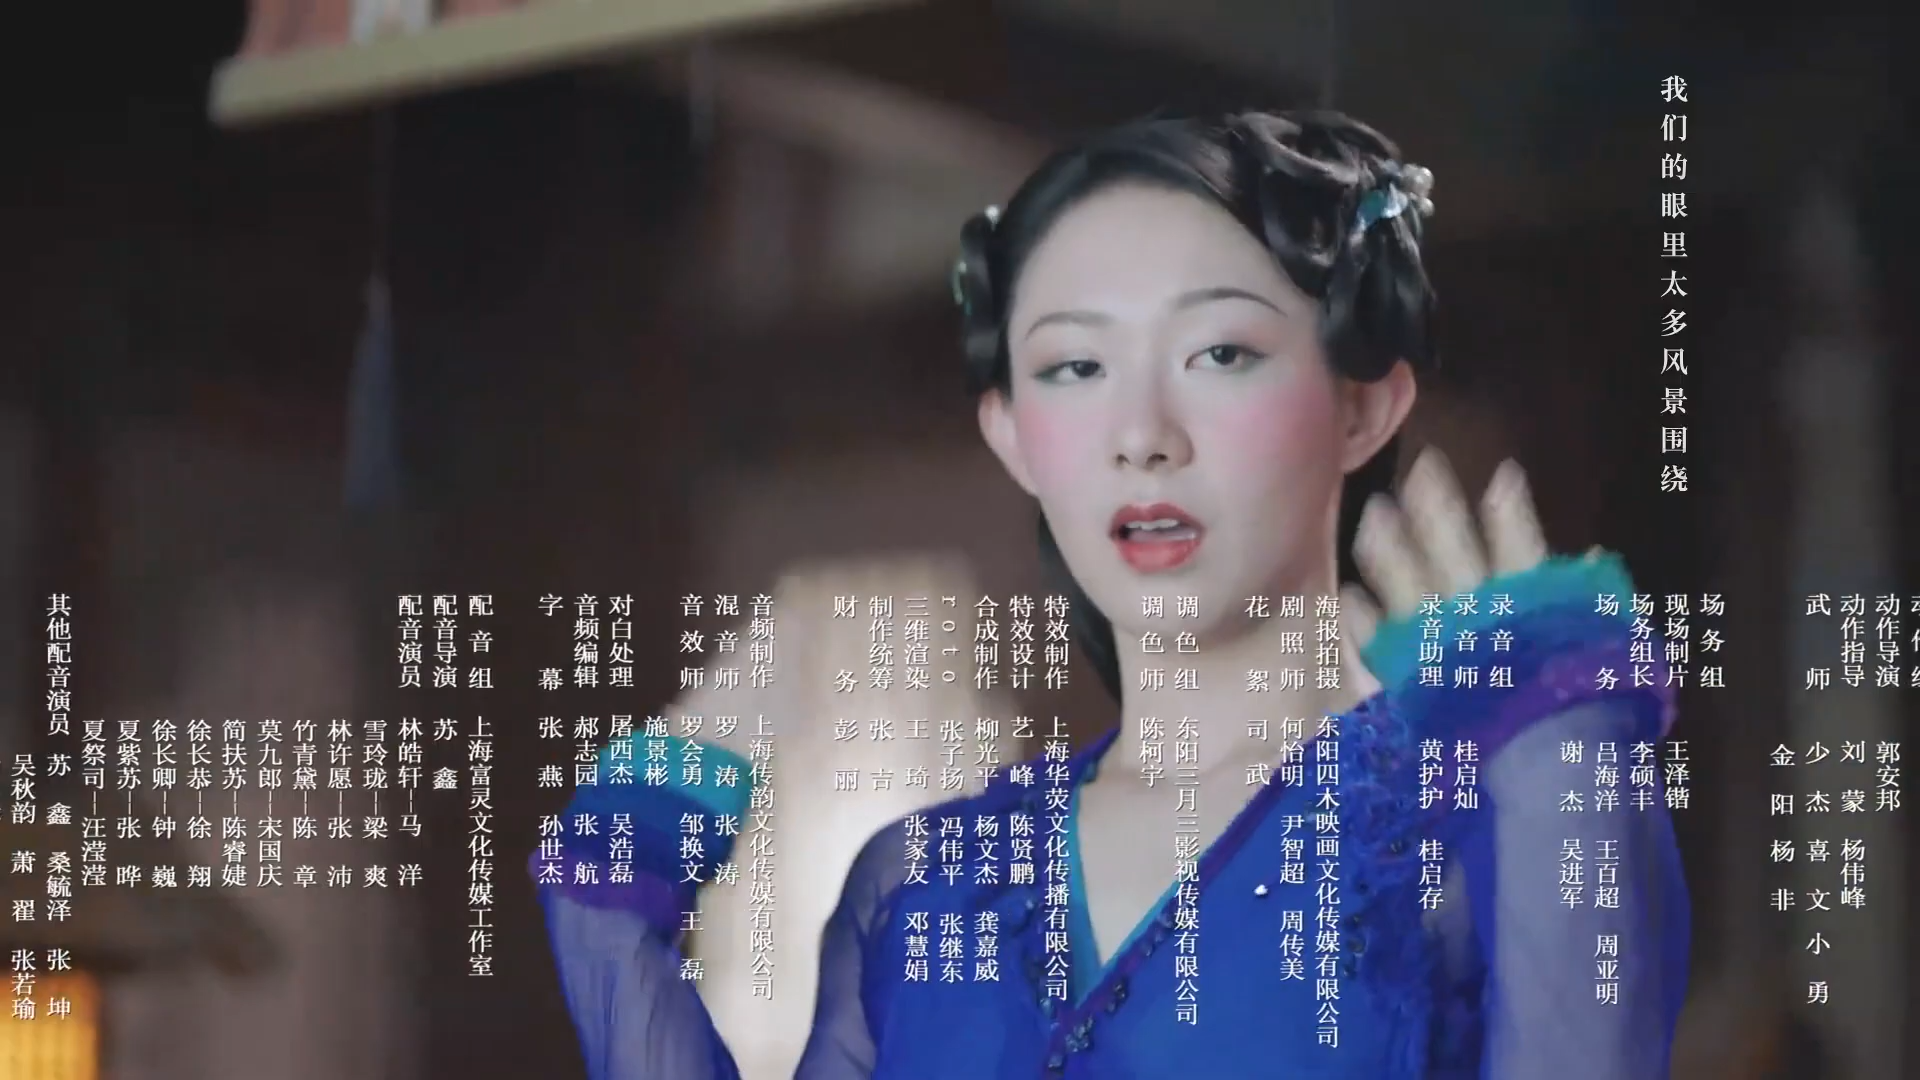 我们的眼里太多风景围绕
动作导演 郭安邦
动作指导 刘蒙 杨伟峰
武师 少杰 喜文 小勇
金阳 杨非
场务组
现场制片 王泽锴
场务组长 李硕丰
场务 吕海洋 王百超 周亚明
谢杰 吴进军
录音组
录音师 桂启灿
录音助理 黄护护 桂启存
海报拍摄 东阳四木映画文化传媒有限公司
剧照师 何怡明 尹智超 周传美
花絮 司武
调色组 东阳三月三影视传媒有限公司
调色师 陈柯宇
特效制作 上海华荧文化传播有限公司
特效设计 艺峰 陈贤鹏
合成制作 柳光平 杨文杰 龚嘉威
roto 张子扬 冯伟平 张继东
三维渲染 王琦 张家友 邓慧娟
制作统筹 张吉
财务 彭丽
音频制作 上海传韵文化传媒有限公司
混音师 罗涛 张涛
音效师 罗会勇 邹换文 王磊
施景彬
对白处理 屠西杰 吴浩磊
音频编辑 郝志园 张航
字幕 张燕 孙世杰
配音组 上海富灵文化传媒工作室
配音导演 苏鑫
配音演员 林皓轩—马洋
雪玲珑—梁爽
林许愿—张沛
竹青黛—陈章
莫九郎—宋国庆
简扶苏—陈睿婕
徐长恭—徐翔
徐长卿—钟巍
夏紫苏—张晔
夏祭司—汪滢滢
其他配音演员 苏鑫 桑毓泽 张坤
吴秋韵 萧翟 张若瑜